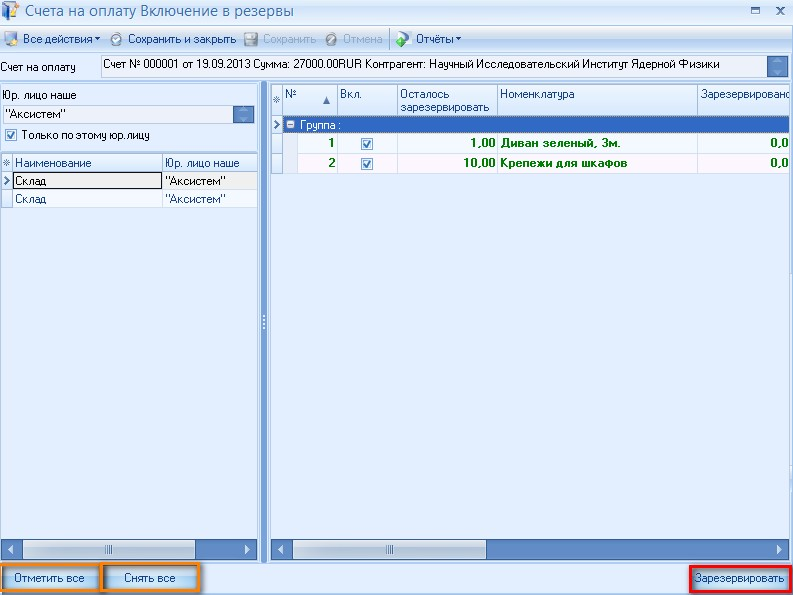 Счета на оплату Включение в резервы
Все действия Сохранить и закрыть Сохранить Отмена Отчёты
Счет на оплату Счет № 000001 от 19.09.2013 Сумма: 27000.00RUR Контрагент: Научный Исследовательский Институт Ядерной Физики
Юр. лицо наше
"Аксистем"
Только по этому юр.лицу
Наименование Юр. лицо наше
Склад "Аксистем"
Склад "Аксистем"
№ Вкл. Осталось зарезервировать Номенклатура Зарезервировано
Группа :
1 1,00 Диван зеленый, 3м. 0,0
2 10,00 Крепежи для шкафов 0,0
Отметить все Снять все Зарезервировать